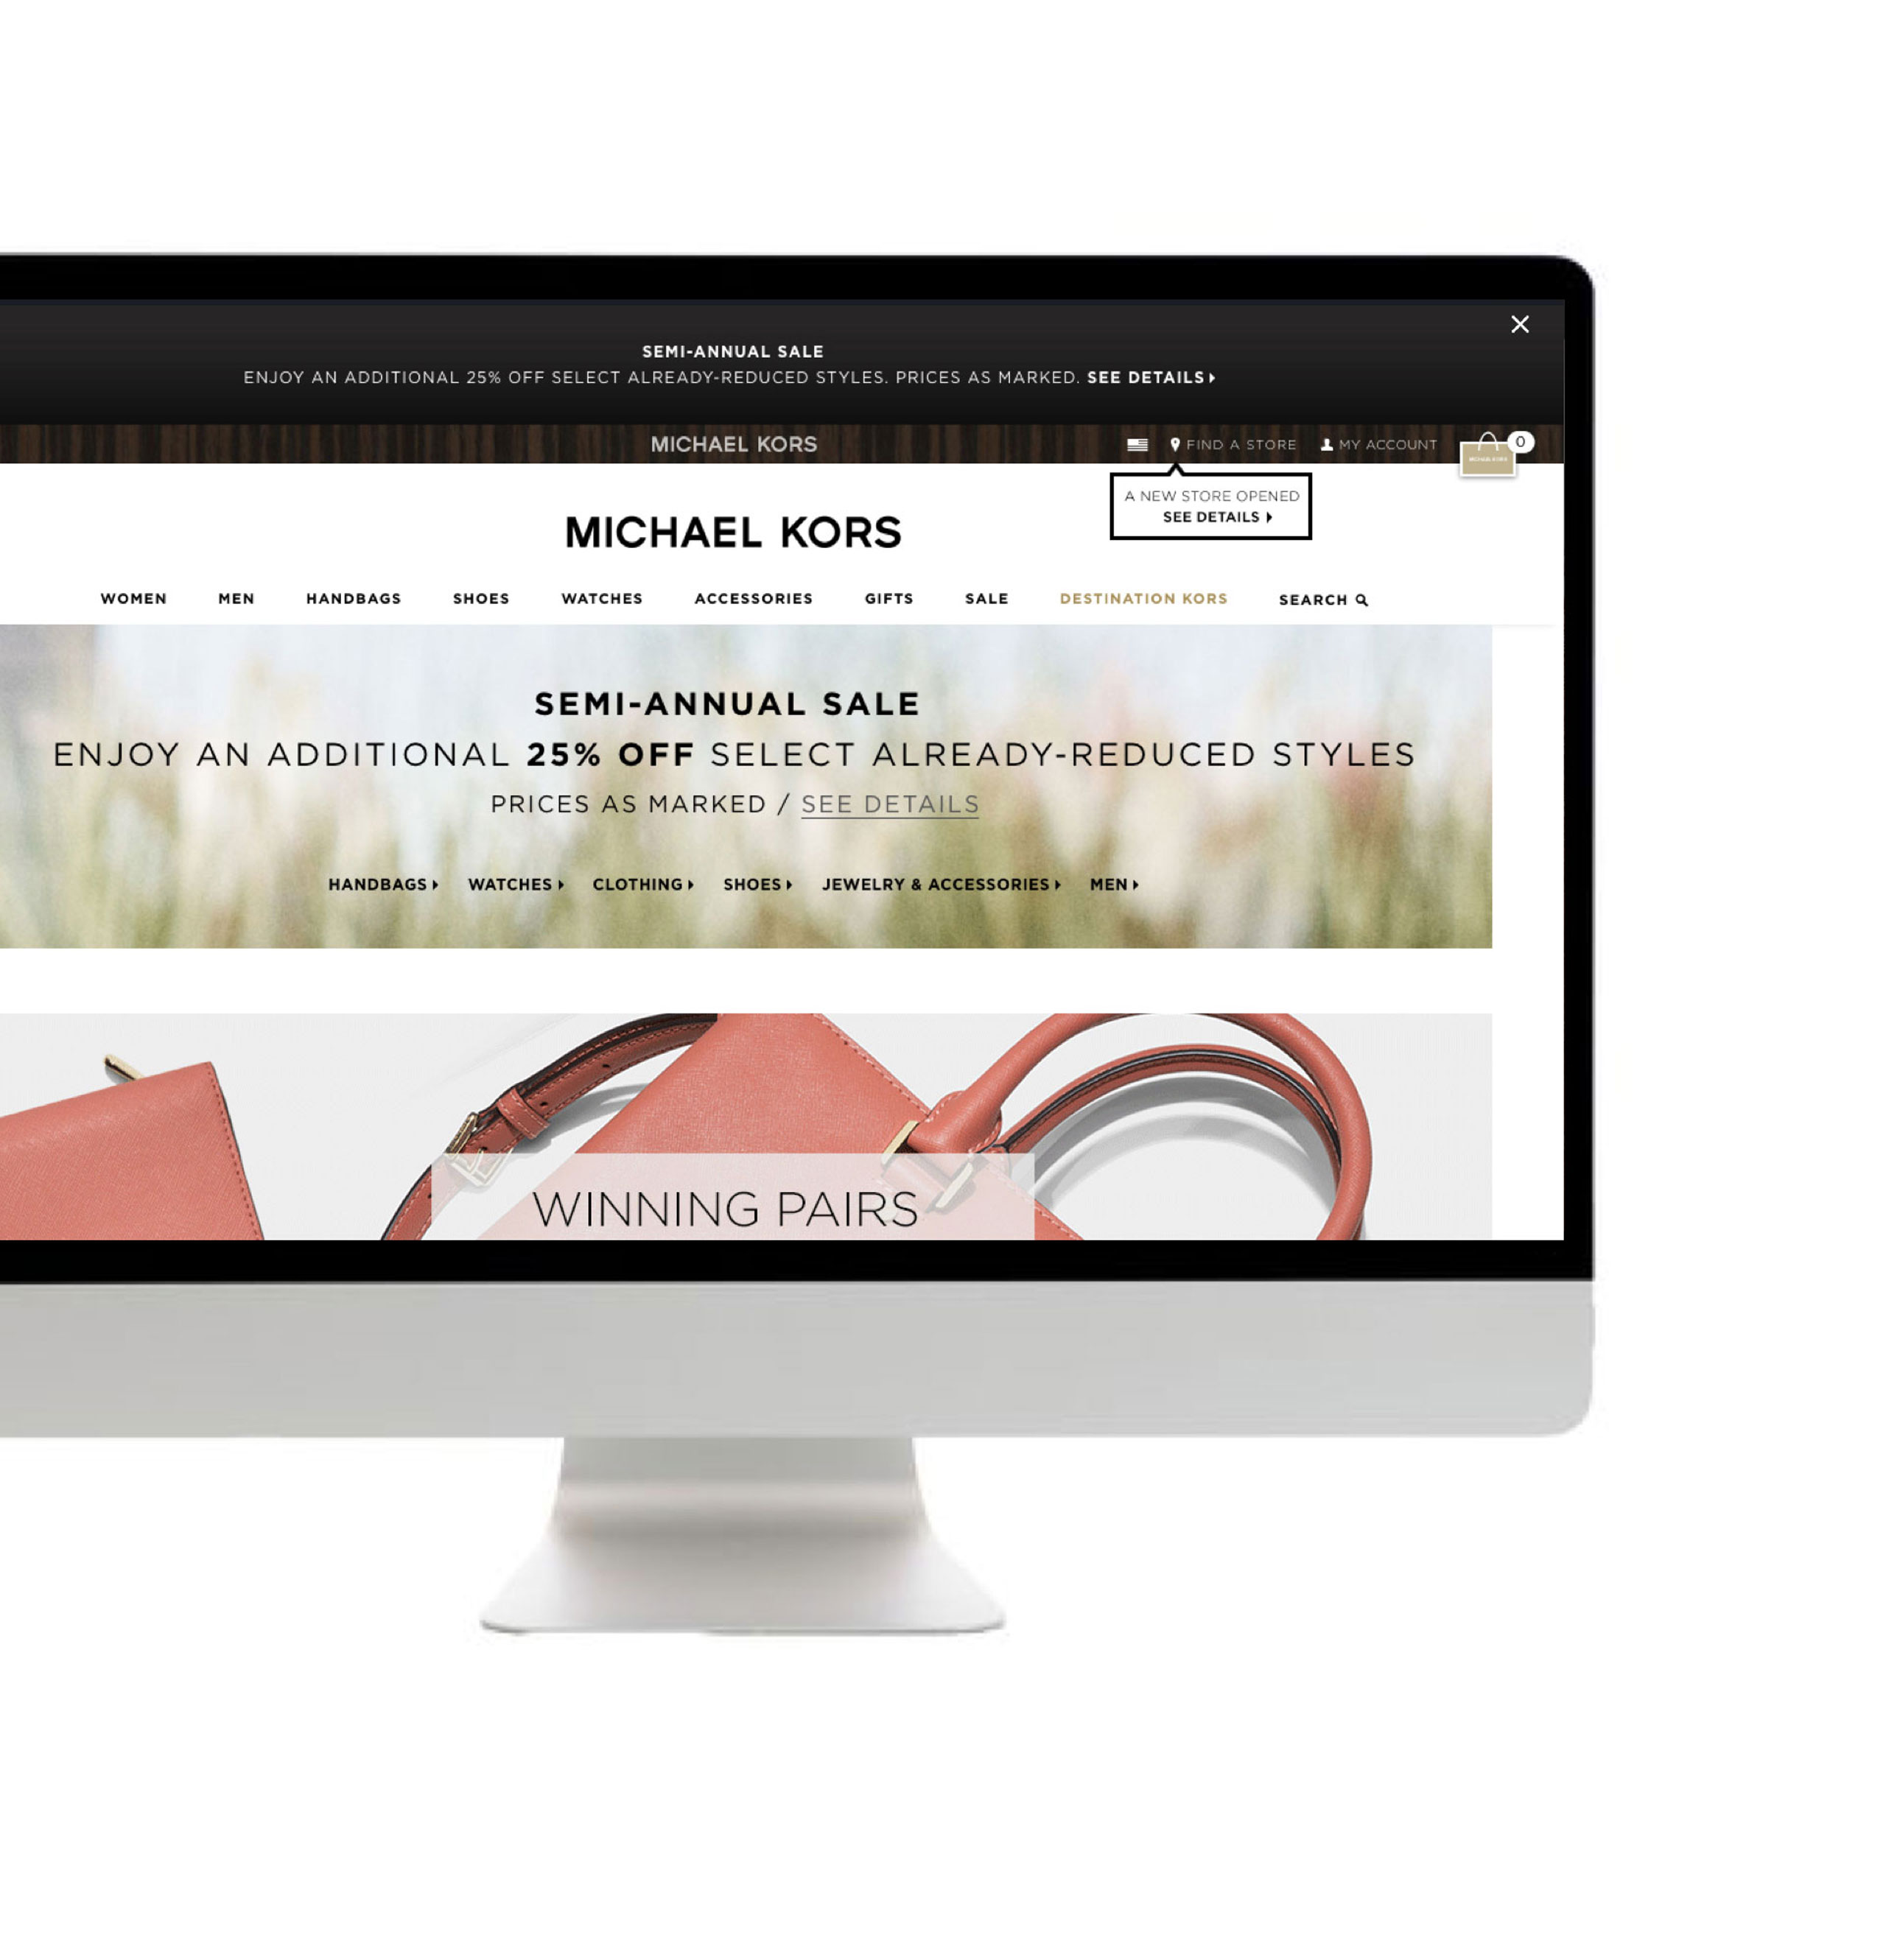 SEMI-ANNUAL SALE
ENJOY AN ADDITIONAL 25% OFF SELECT ALREADY-REDUCED STYLES. PRICES AS MARKED. SEE DETAILS
MICHAEL KORS
FIND A STORE
MY ACCOUNT
MICHAEL KORS
0
A NEW STORE OPENED
SEE DETAILS
MICHAEL KORS
WOMEN MEN HANDBAGS SHOES WATCHES ACCESSORIES GIFTS SALE DESTINATION KORS SEARCH
SEMI-ANNUAL SALE
ENJOY AN ADDITIONAL 25% OFF SELECT ALREADY-REDUCED STYLES
PRICES AS MARKED / SEE DETAILS
HANDBAGS WATCHES CLOTHING SHOES JEWELRY & ACCESSORIES MEN
WINNING PAIRS